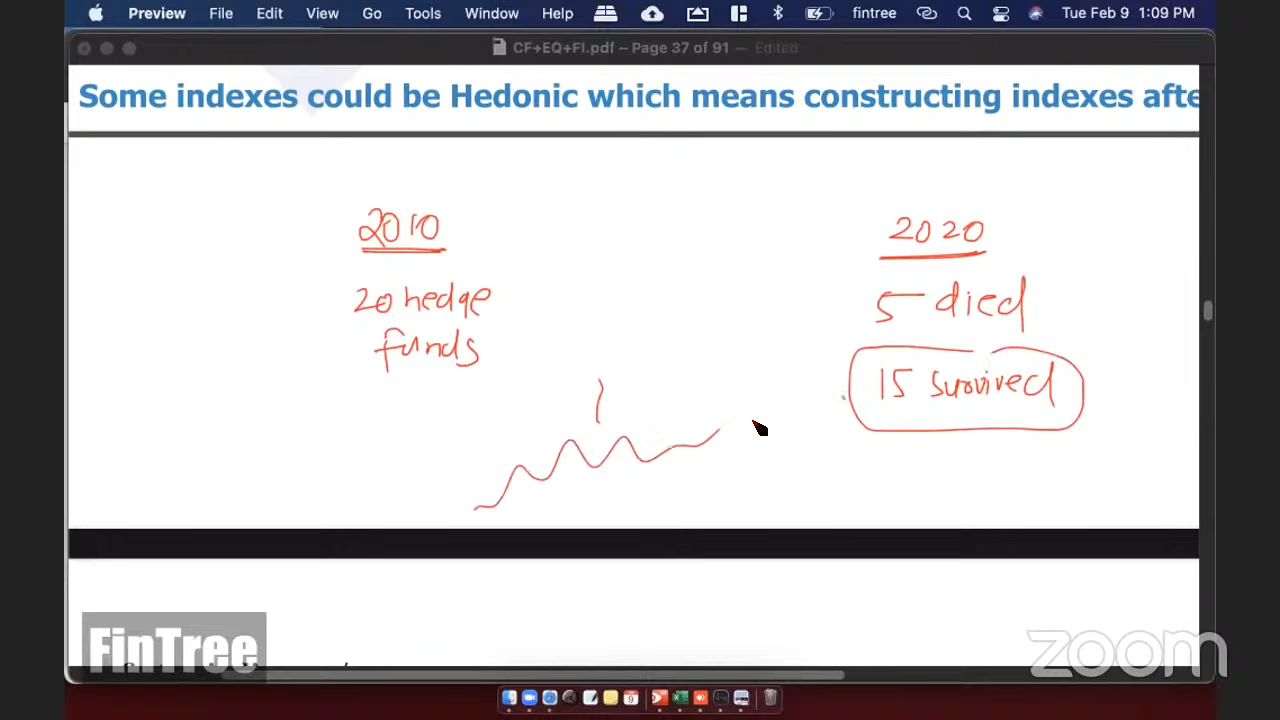 Preview File Edit View Go Tools Window Help fintree Tue Feb 9 1:09 PM
CF+EQ+FI.pdf – Page 37 of 91 — Edited
Some indexes could be Hedonic which means constructing indexes afte
2010
2020
20 hedge
funds
5 died
15 survived
FinTree
zoom